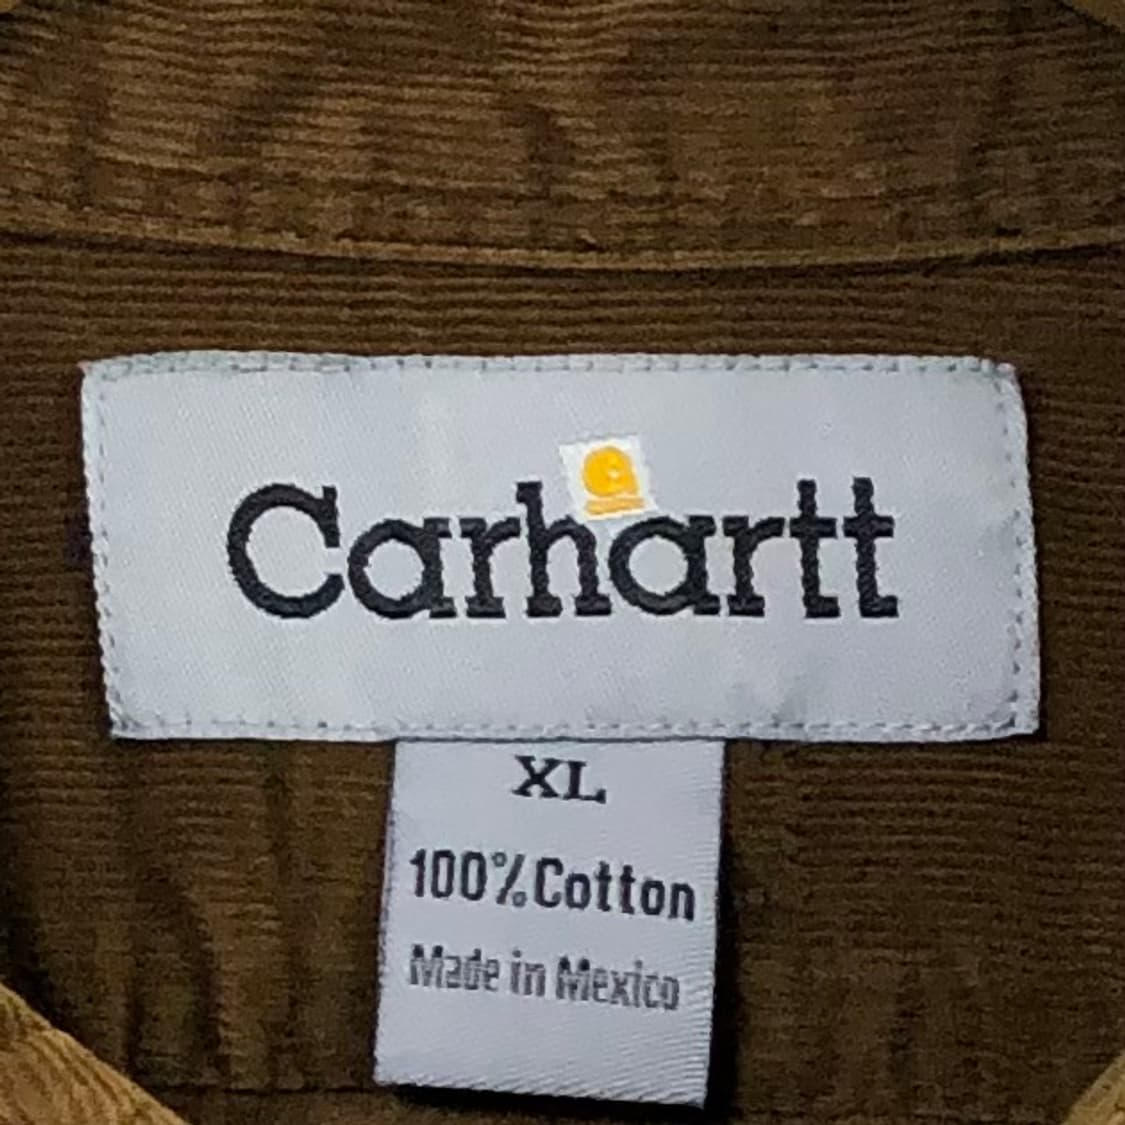 Carhartt
XL
100% Cotton
Made in Mexico